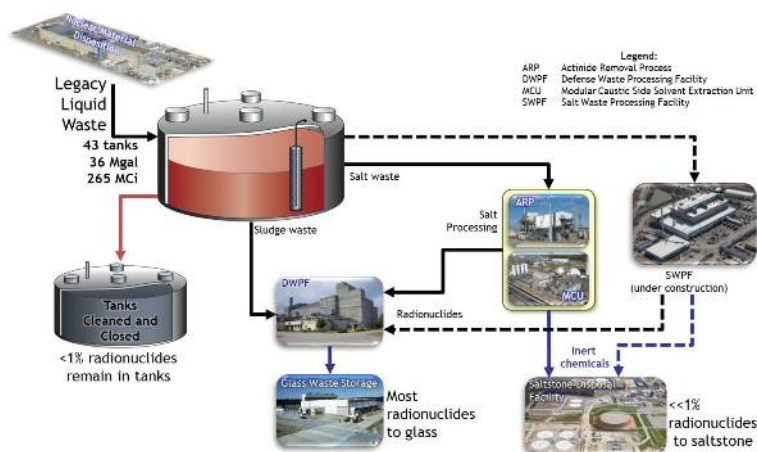 Nuclear Material
Disposition
Legacy
Liquid
Waste
43 tanks
36 Mgal
265 MCi
Legend:
ARP Actinide Removal Process
DWPF Defense Waste Processing Facility
MCU Modular Caustic Side Solvent Extraction Unit
SWPF Salt Waste Processing Facility
Salt waste
Sludge waste
Salt
Processing
ARP
MCU
SWPF
(under construction)
Tanks
Cleaned and
Closed
<1% radionuclides
remain in tanks
DWPF
Radionuclides
Inert
chemicals
Glass Waste Storage
Most
radionuclides
to glass
Saltstone Disposal
Facility
<<1%
radionuclides
to saltstone